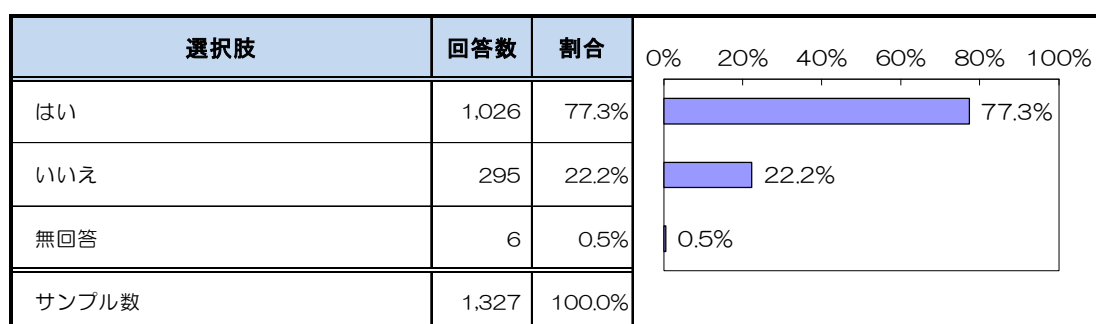 選択肢 回答数 割合
はい 1,026 77.3%
いいえ 295 22.2%
無回答 6 0.5%
サンプル数 1,327 100.0%
0% 20% 40% 60% 80% 100%
77.3%
22.2%
0.5%